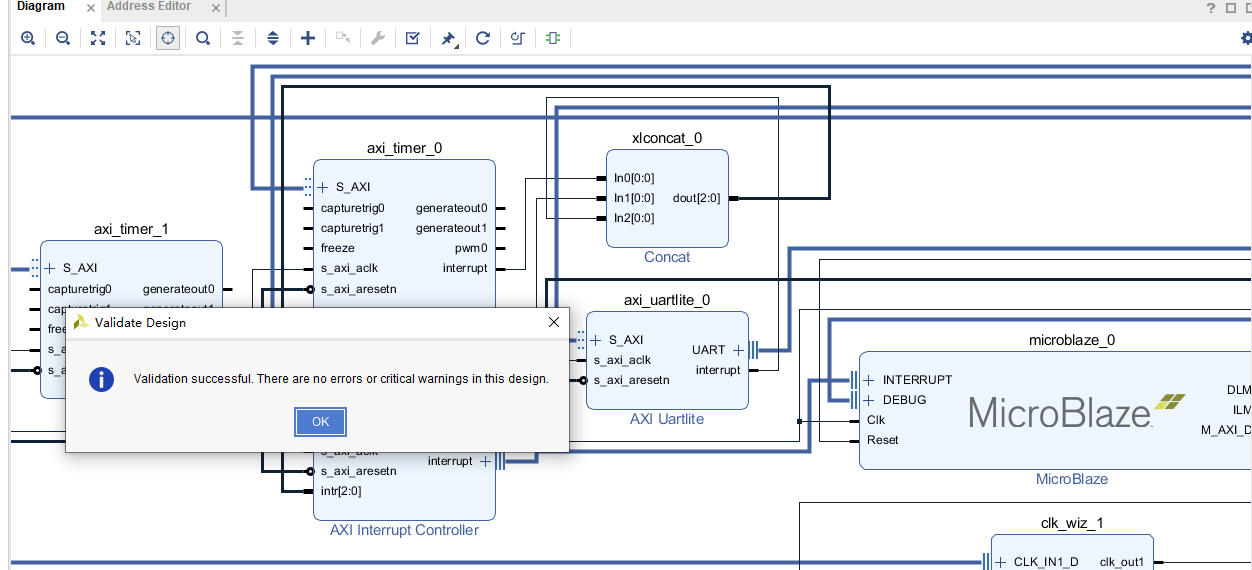 Diagram
Address Editor
xlconcat_0
In0[0:0]
In1[0:0]
In2[0:0]
dout[2:0]
Concat
axi_timer_0
S_AXI
capturetrig0
capturetrig1
freeze
s_axi_aclk
s_axi_aresetn
generateout0
generateout1
pwm0
interrupt
axi_timer_1
S_AXI
capturetrig0
generateout0
axi_uartlite_0
S_AXI
s_axi_aclk
s_axi_aresetn
UART
interrupt
AXI Uartlite
Validate Design
Validation successful. There are no errors or critical warnings in this design.
OK
microblaze_0
INTERRUPT
DEBUG
Clk
Reset
MicroBlaze
DLM
ILM
M_AXI_D
MicroBlaze
s_axi_aclk
s_axi_aresetn
intr[2:0]
interrupt
AXI Interrupt Controller
clk_wiz_1
CLK_IN1_D
clk_out1